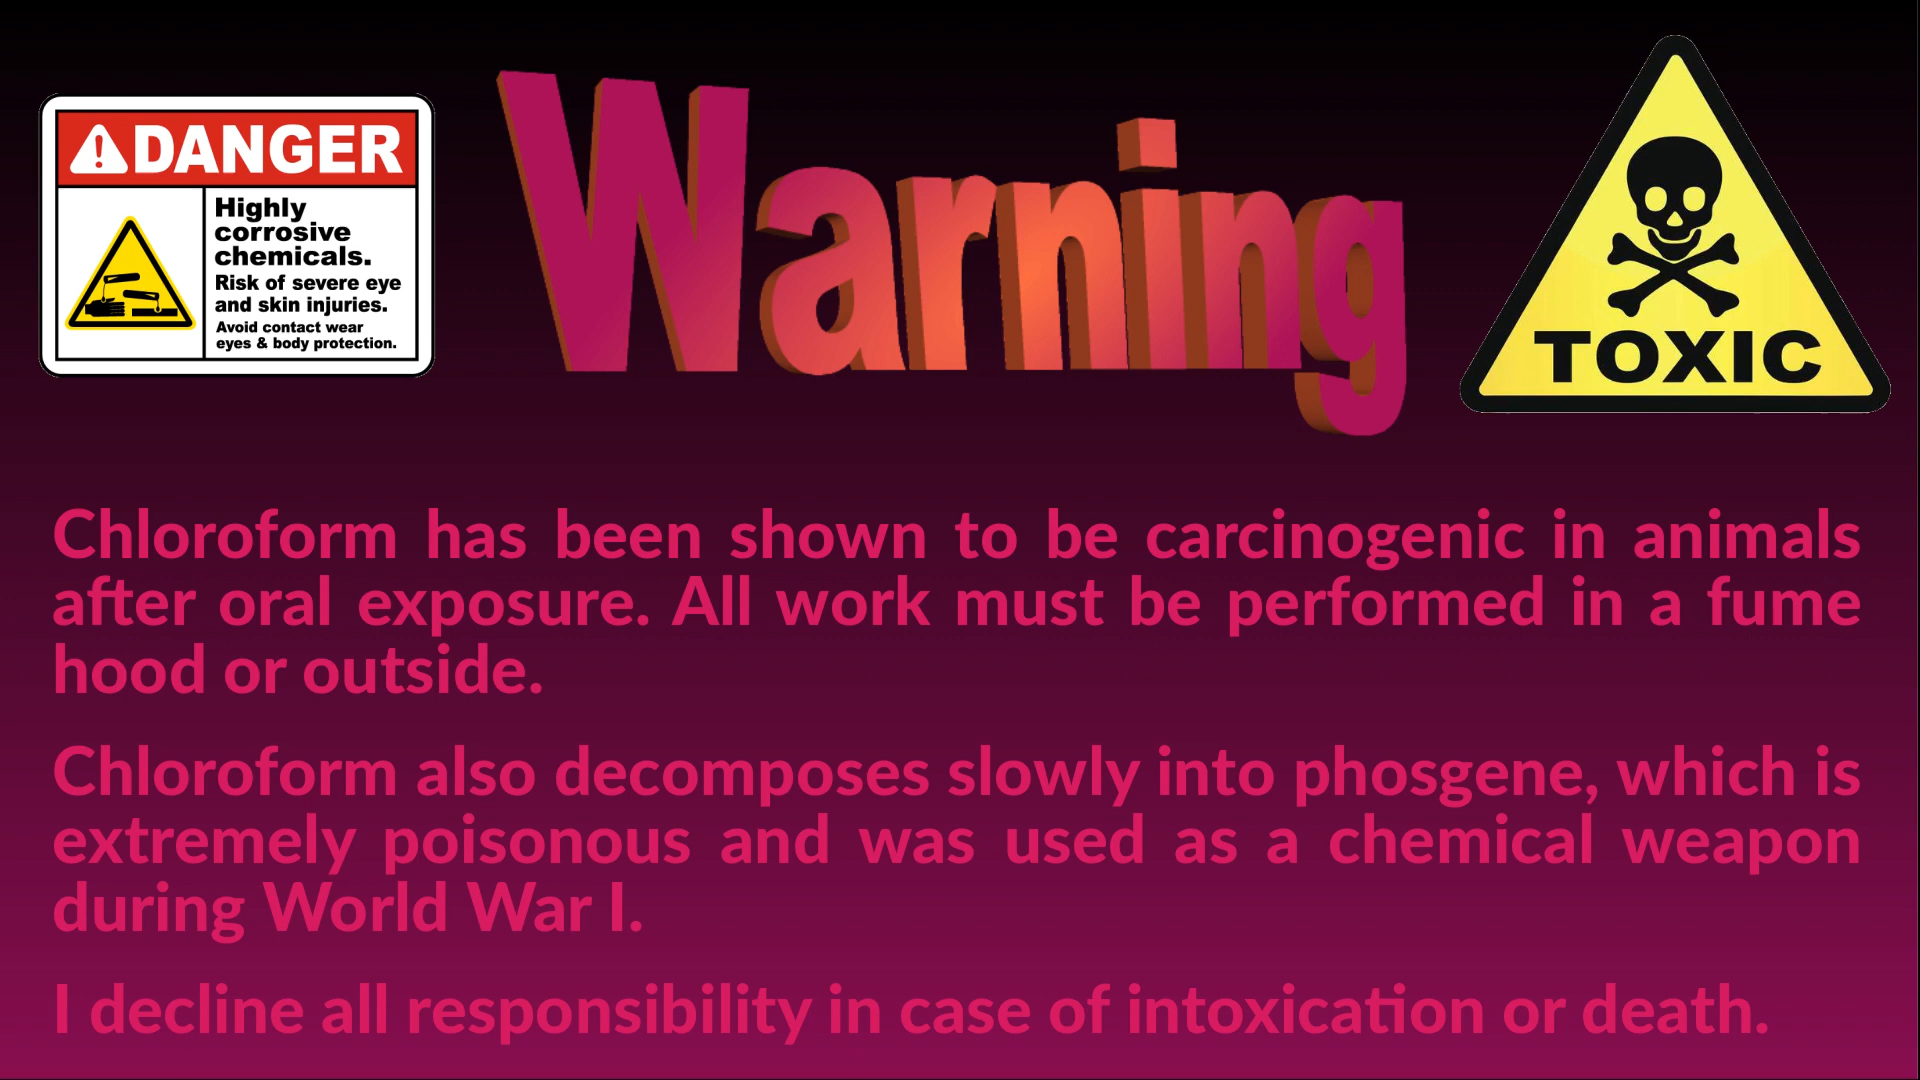 DANGER
Highly
corrosive
chemicals.
Risk of severe eye
and skin injuries.
Avoid contact wear
eyes & body protection.
Warning
TOXIC
Chloroform has been shown to be carcinogenic in animals
after oral exposure. All work must be performed in a fume
hood or outside.
Chloroform also decomposes slowly into phosgene, which is
extremely poisonous and was used as a chemical weapon
during World War I.
I decline all responsibility in case of intoxication or death.